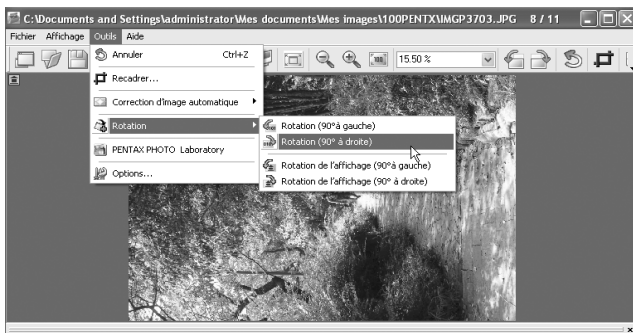 C:\Documents and Settings\administrator\Mes documents\Mes images\100PENTX\IMGP3703.JPG 8 / 11
Fichier Affichage Outils Aide
15.50 %
Annuler Ctrl+Z
Recadrer...
Correction d'image automatique
Rotation
PENTAX PHOTO Laboratory
Options...
Rotation (90°à gauche)
Rotation (90° à droite)
Rotation de l'affichage (90°à gauche)
Rotation de l'affichage (90° à droite)